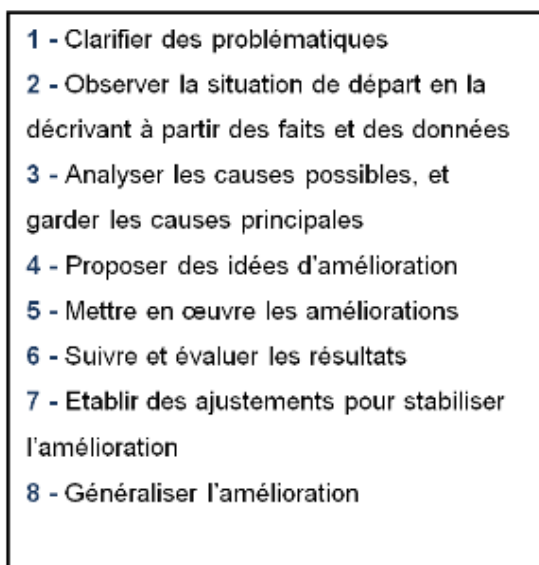 1 - Clarifier des problématiques
2 - Observer la situation de départ en la
décrivant à partir des faits et des données
3 - Analyser les causes possibles, et
garder les causes principales
4 - Proposer des idées d’amélioration
5 - Mettre en œuvre les améliorations
6 - Suivre et évaluer les résultats
7 - Etablir des ajustements pour stabiliser
l’amélioration
8 - Généraliser l’amélioration